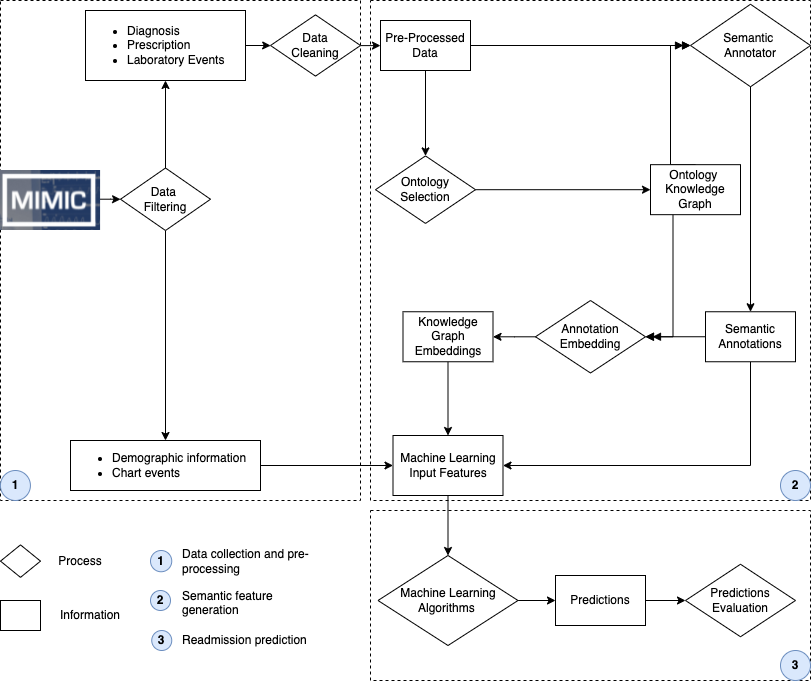 Diagnosis
Prescription
Laboratory Events
Data
Cleaning
Pre-Processed
Data
Semantic
Annotator
MIMIC
Data
Filtering
Ontology
Selection
Ontology
Knowledge
Graph
Knowledge
Graph
Embeddings
Annotation
Embedding
Semantic
Annotations
Demographic information
Chart events
Machine Learning
Input Features
1
2
Process
1
Data collection and pre-
processing
2
Semantic feature
generation
Information
3
Readmission prediction
Machine Learning
Algorithms
Predictions
Predictions
Evaluation
3